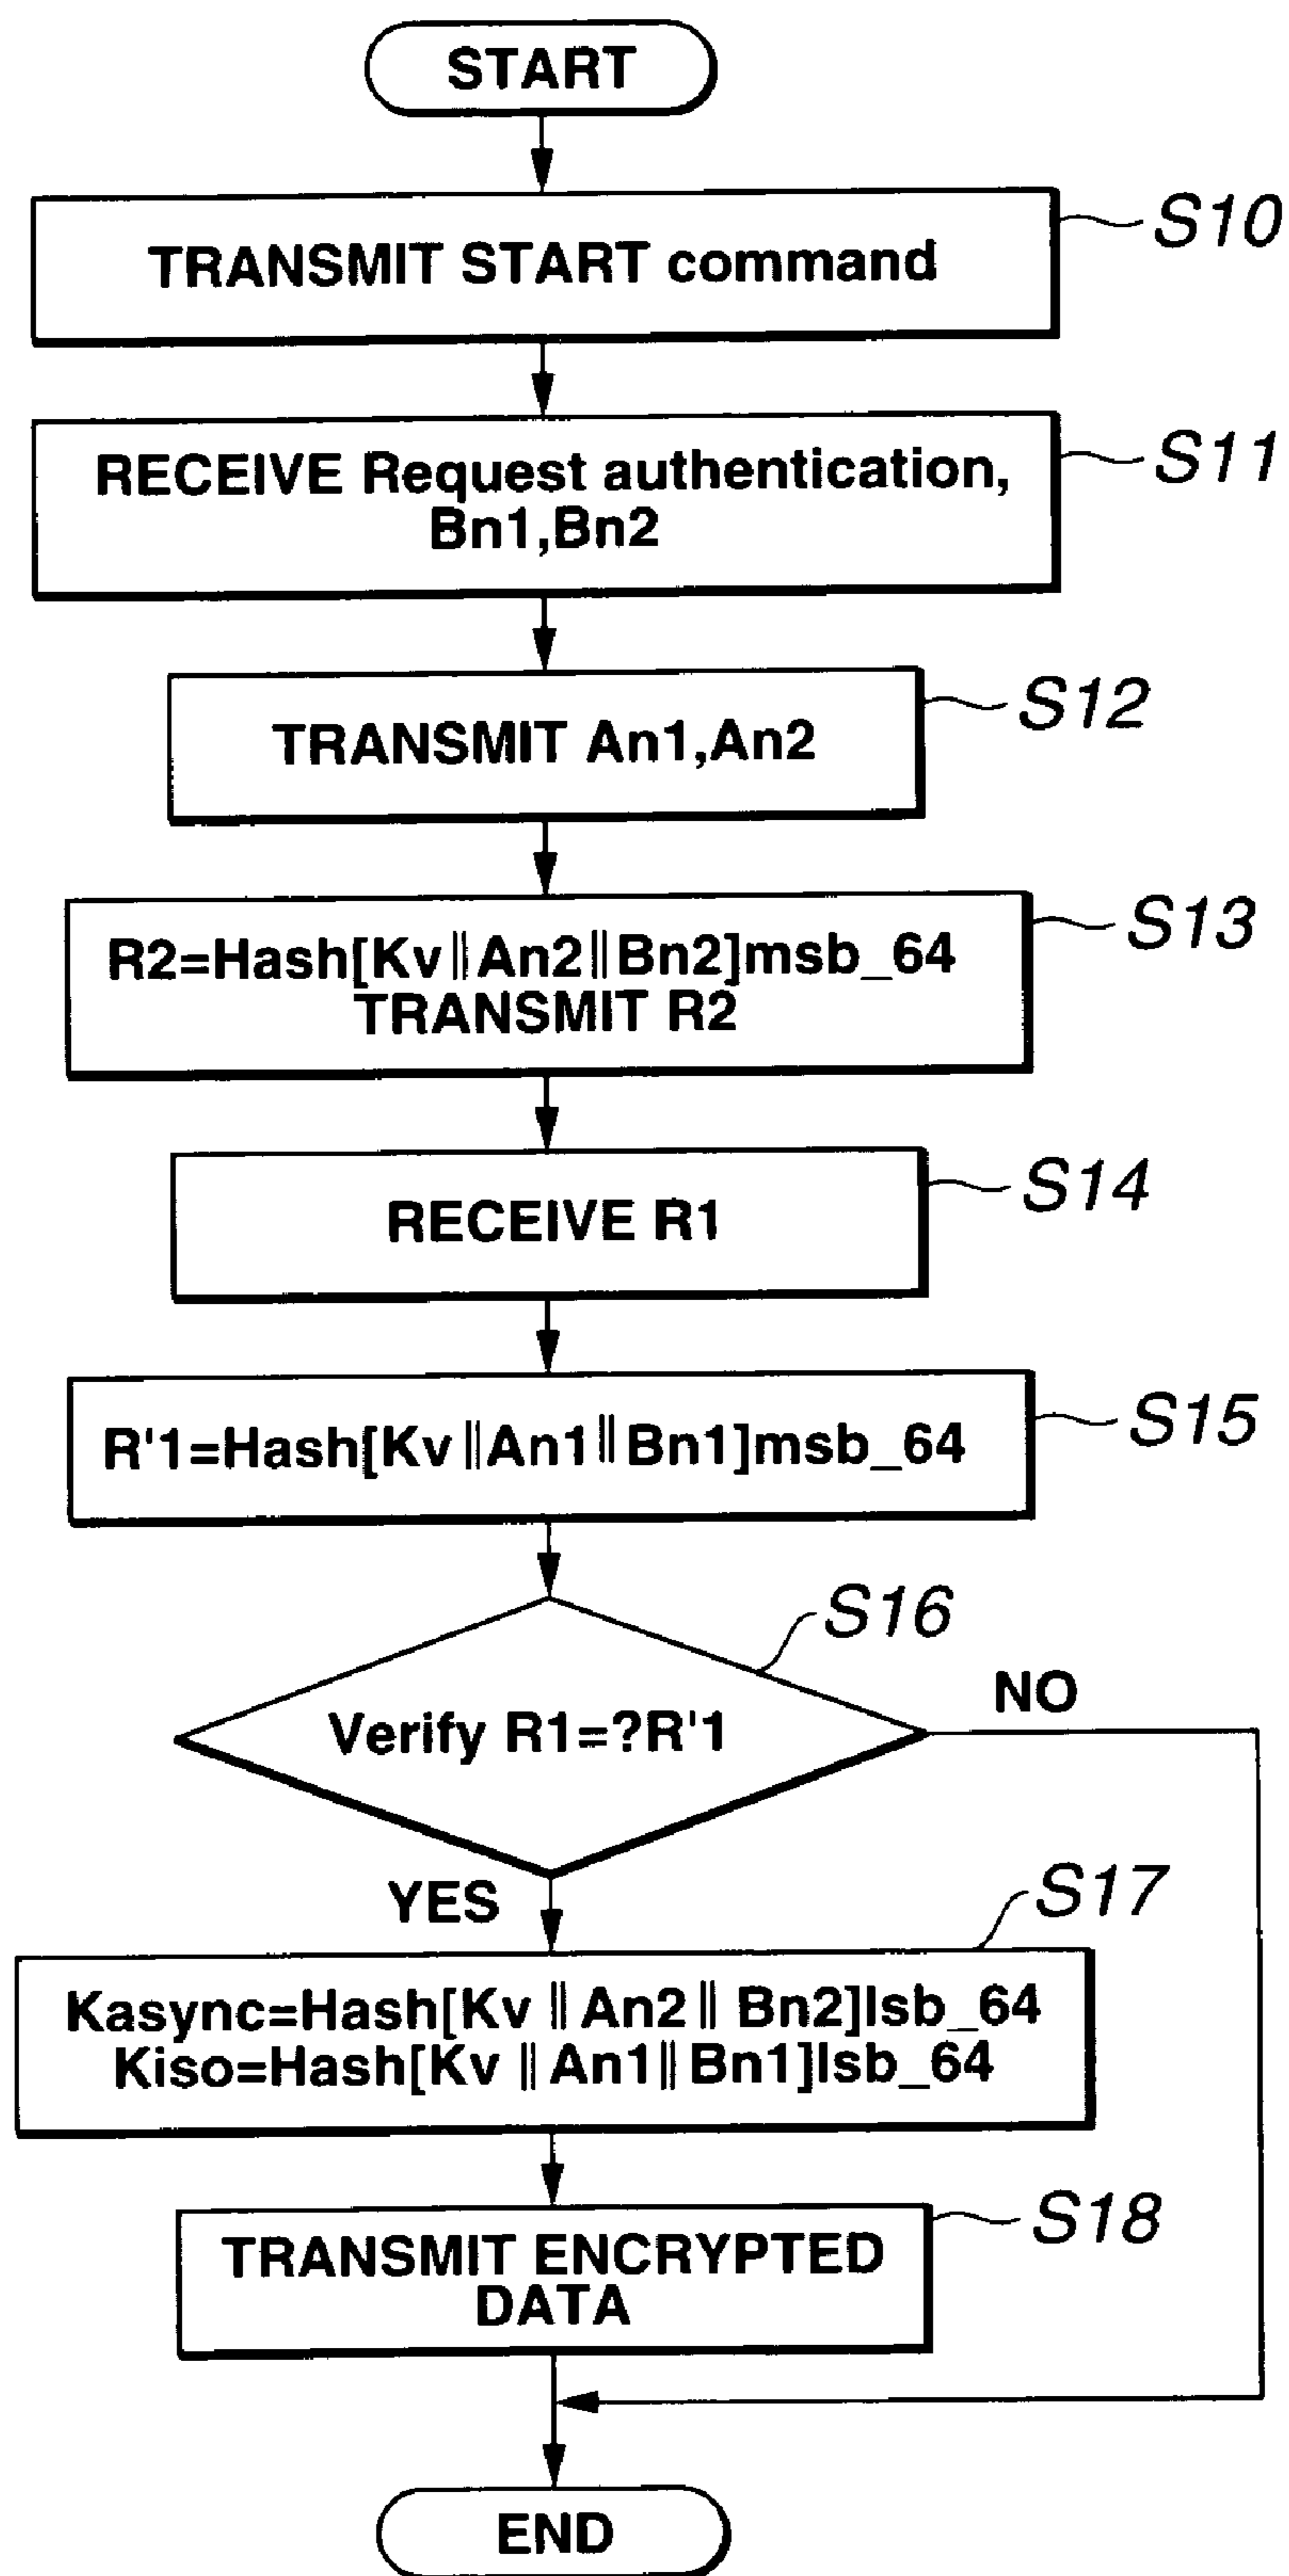 START
TRANSMIT START command
S10
RECEIVE Request authentication,
Bn1,Bn2
S11
TRANSMIT An1,An2
S12
R2=Hash[Kv||An2||Bn2]msb_64
TRANSMIT R2
S13
RECEIVE R1
S14
R'1=Hash[Kv||An1||Bn1]msb_64
S15
Verify R1=?R'1
S16
NO
YES
Kasync=Hash[Kv || An2 || Bn2]lsb_64
Kiso=Hash[Kv || An1|| Bn1]lsb_64
S17
TRANSMIT ENCRYPTED
DATA
S18
END